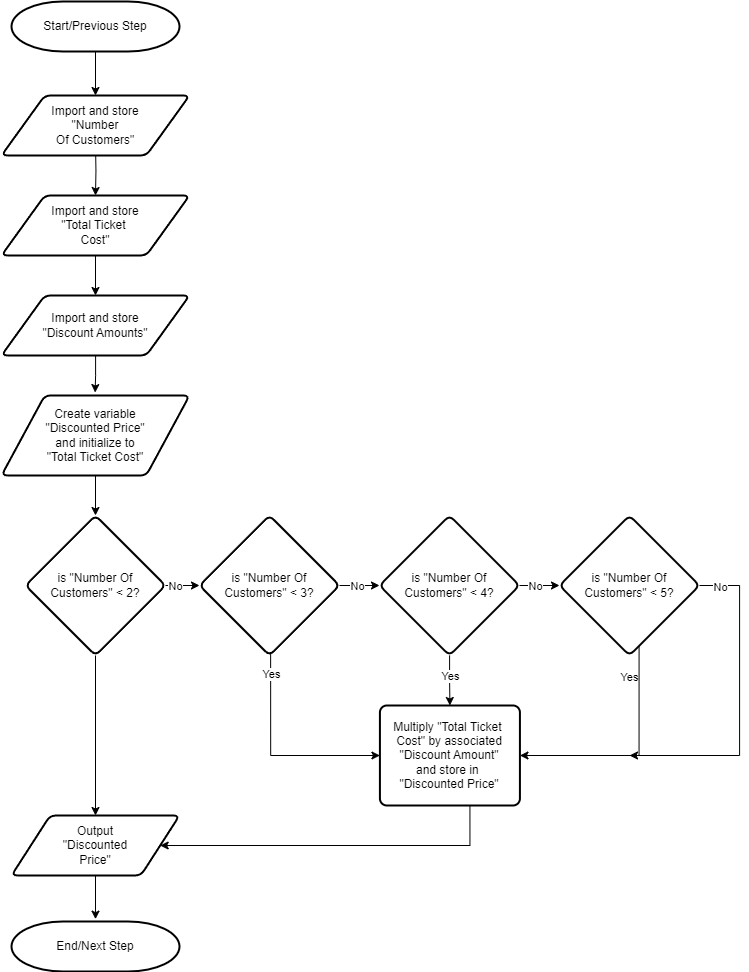 Start/Previous Step
Import and store
"Number
Of Customers"
Import and store
"Total Ticket
Cost"
Import and store
"Discount Amounts"
Create variable
"Discounted Price"
and initialize to
"Total Ticket Cost"
is "Number Of
Customers" < 2?
No
is "Number Of
Customers" < 3?
No
is "Number Of
Customers" < 4?
No
is "Number Of
Customers" < 5?
No
Yes
Yes
Yes
Multiply "Total Ticket
Cost" by associated
"Discount Amount"
and store in
"Discounted Price"
Output
"Discounted
Price"
End/Next Step